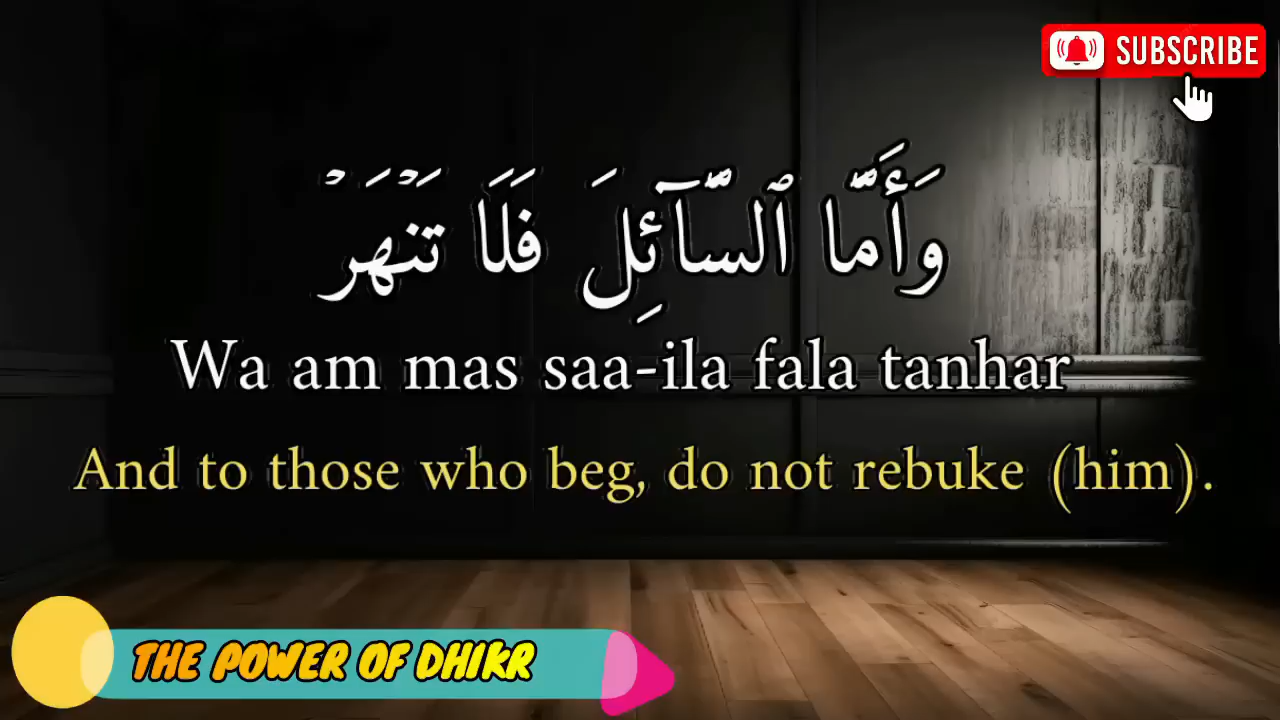 SUBSCRIBE
وَأَمَّا ٱلسَّآئِلَ فَلَا تَنۡهَرۡ
Wa am mas saa-ila fala tanhar
And to those who beg, do not rebuke (him).
THE POWER OF DHIKR